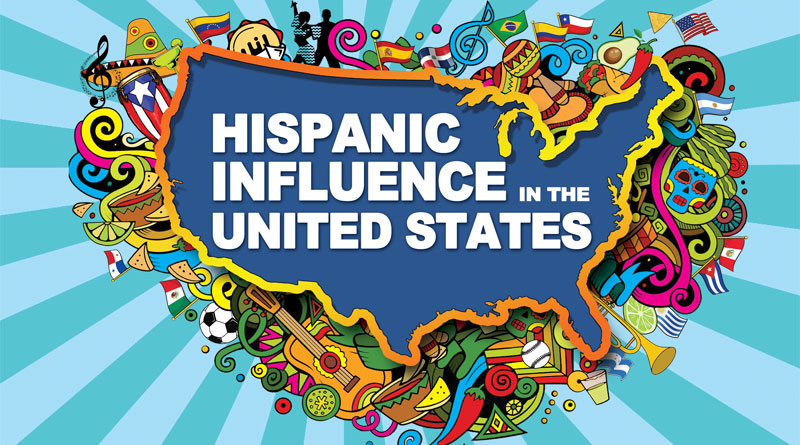 HISPANIC
INFLUENCE IN THE
UNITED STATES